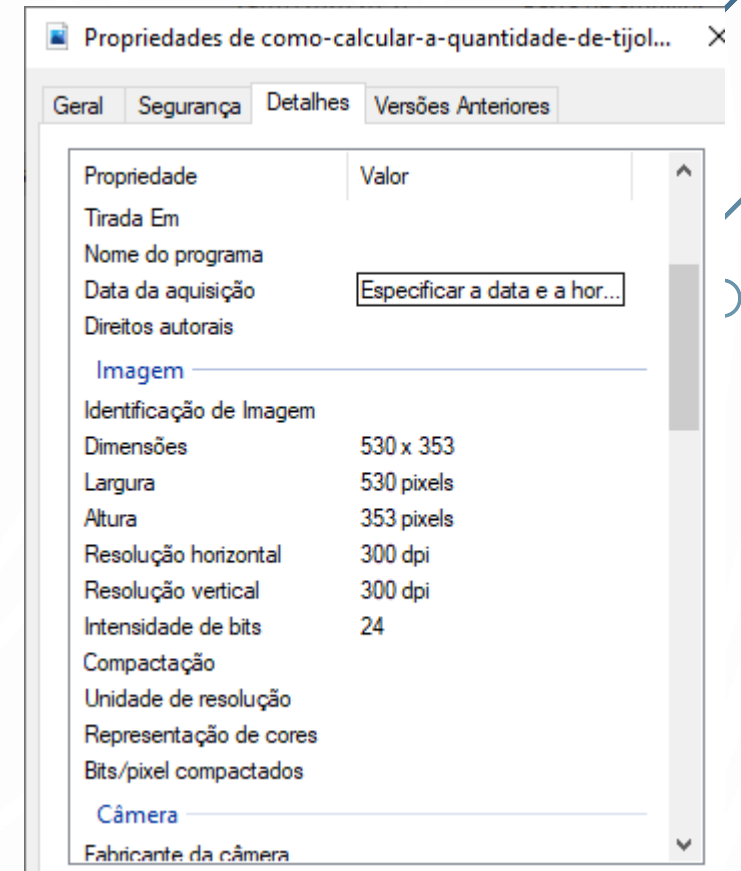 Propriedades de como-calcular-a-quantidade-de-tijol...
Geral Segurança Detalhes Versões Anteriores
Propriedade Valor
Tirada Em
Nome do programa
Data da aquisição Especificar a data e a hor...
Direitos autorais
Imagem
Identificação de Imagem
Dimensões 530 x 353
Largura 530 pixels
Altura 353 pixels
Resolução horizontal 300 dpi
Resolução vertical 300 dpi
Intensidade de bits 24
Compactação
Unidade de resolução
Representação de cores
Bits/pixel compactados
Câmera
Fabricante da câmera